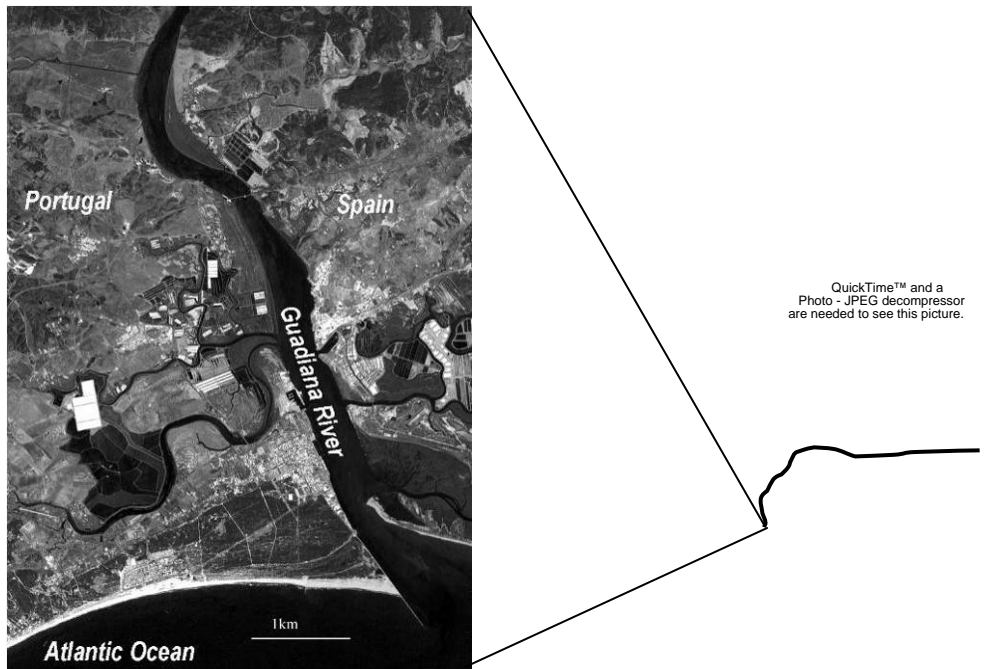 Portugal
Spain
Guadiana River
1km
Atlantic Ocean
QuickTime™ and a
Photo - JPEG decompressor
are needed to see this picture.